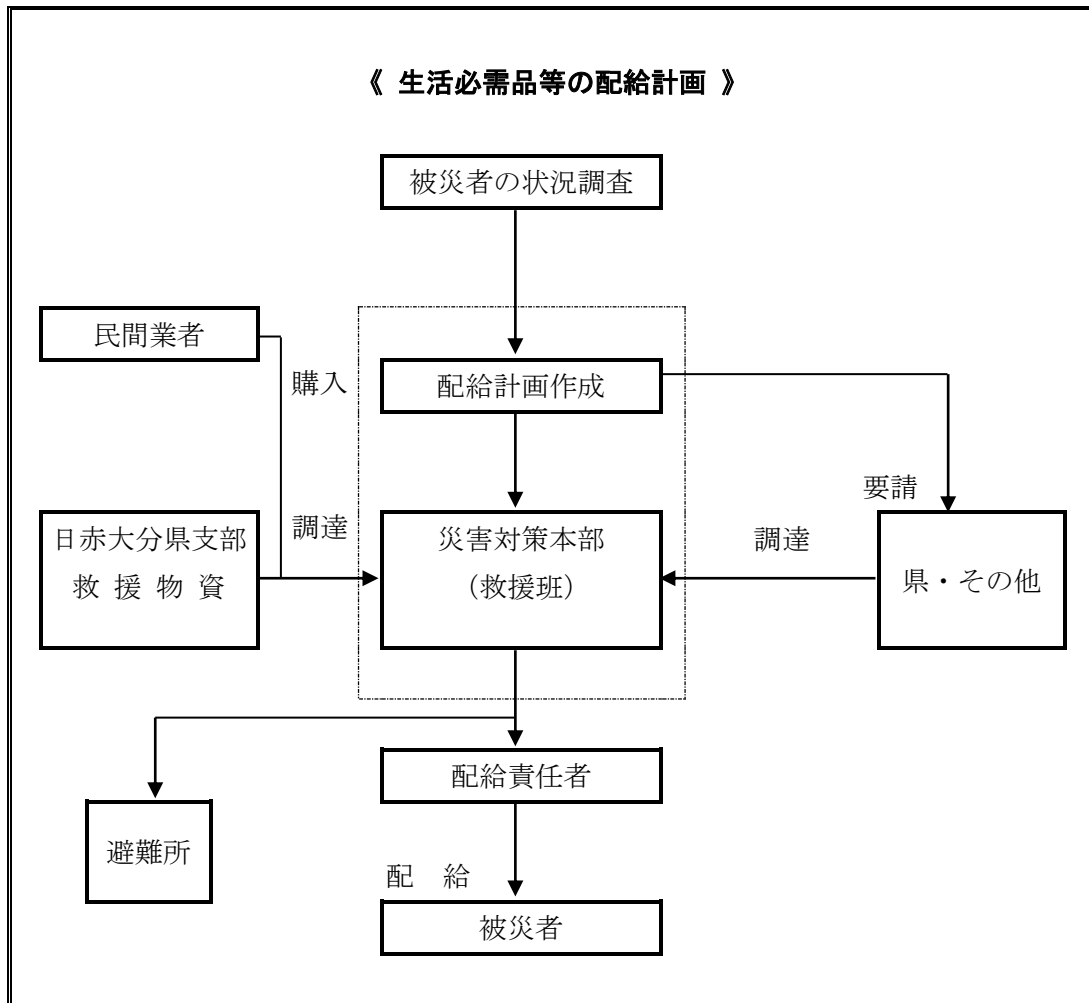 《 生活必需品等の配給計画 》
被災者の状況調査
民間業者
購入
配給計画作成
要請
日赤大分県支部
救 援 物 資
調達
災害対策本部
（救援班）
調達
県・その他
配給責任者
避難所
配　給
被災者